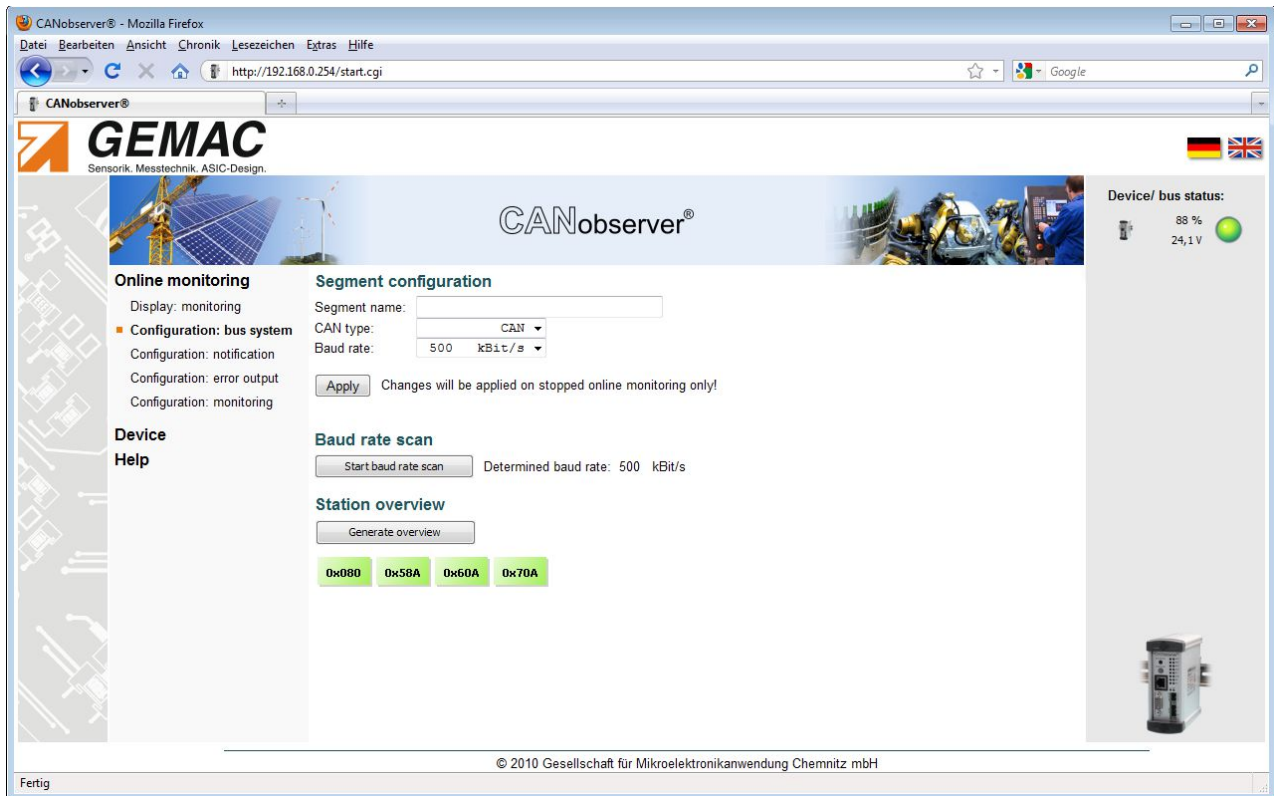 CANobserver® - Mozilla Firefox
Datei Bearbeiten Ansicht Chronik Lesezeichen Extras Hilfe
http://192.168.0.254/start.cgi
Google
CANobserver®
GEMAC
Sensorik. Messtechnik. ASIC-Design.
CANobserver®
Device/ bus status:
88 %
24,1 V
Online monitoring
Display: monitoring
Configuration: bus system
Configuration: notification
Configuration: error output
Configuration: monitoring
Device
Help
Segment configuration
Segment name:
CAN type: CAN
Baud rate: 500 kBit/s
Apply Changes will be applied on stopped online monitoring only!
Baud rate scan
Start baud rate scan Determined baud rate: 500 kBit/s
Station overview
Generate overview
0x080 0x58A 0x60A 0x70A
© 2010 Gesellschaft für Mikroelektronikanwendung Chemnitz mbH
Fertig